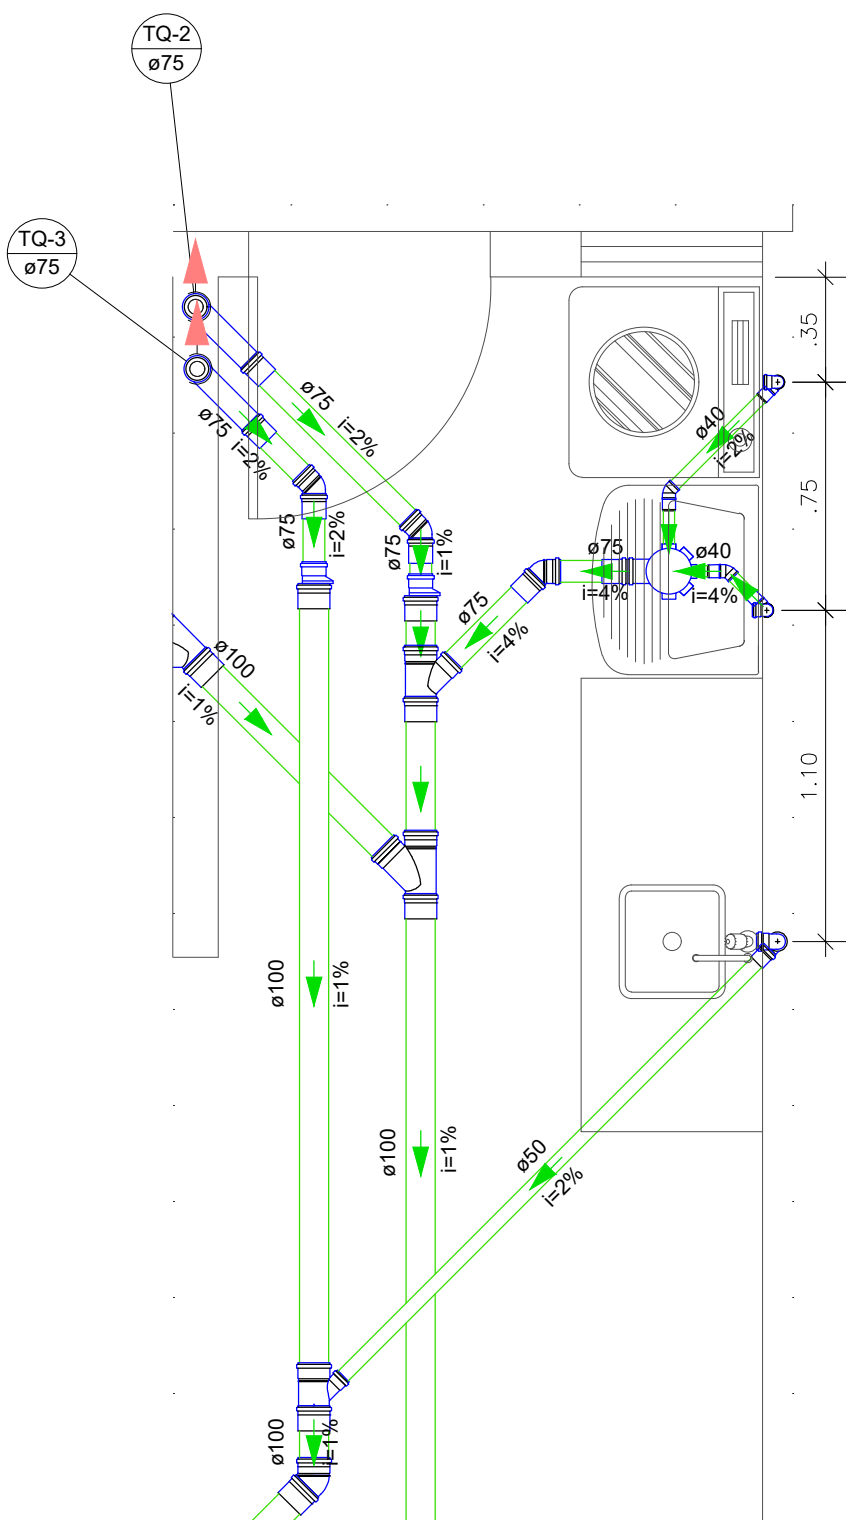 TQ-2
ø75
TQ-3
ø75
.35
ø75
i=2%
ø75
i=2%
ø40
i=2%
.75
ø75
i=2%
ø75
i=1%
ø75
i=4%
ø40
i=4%
ø75
i=4%
ø100
i=1%
1.10
ø100
i=1%
ø100
i=1%
ø50
i=2%
ø100
i=1%